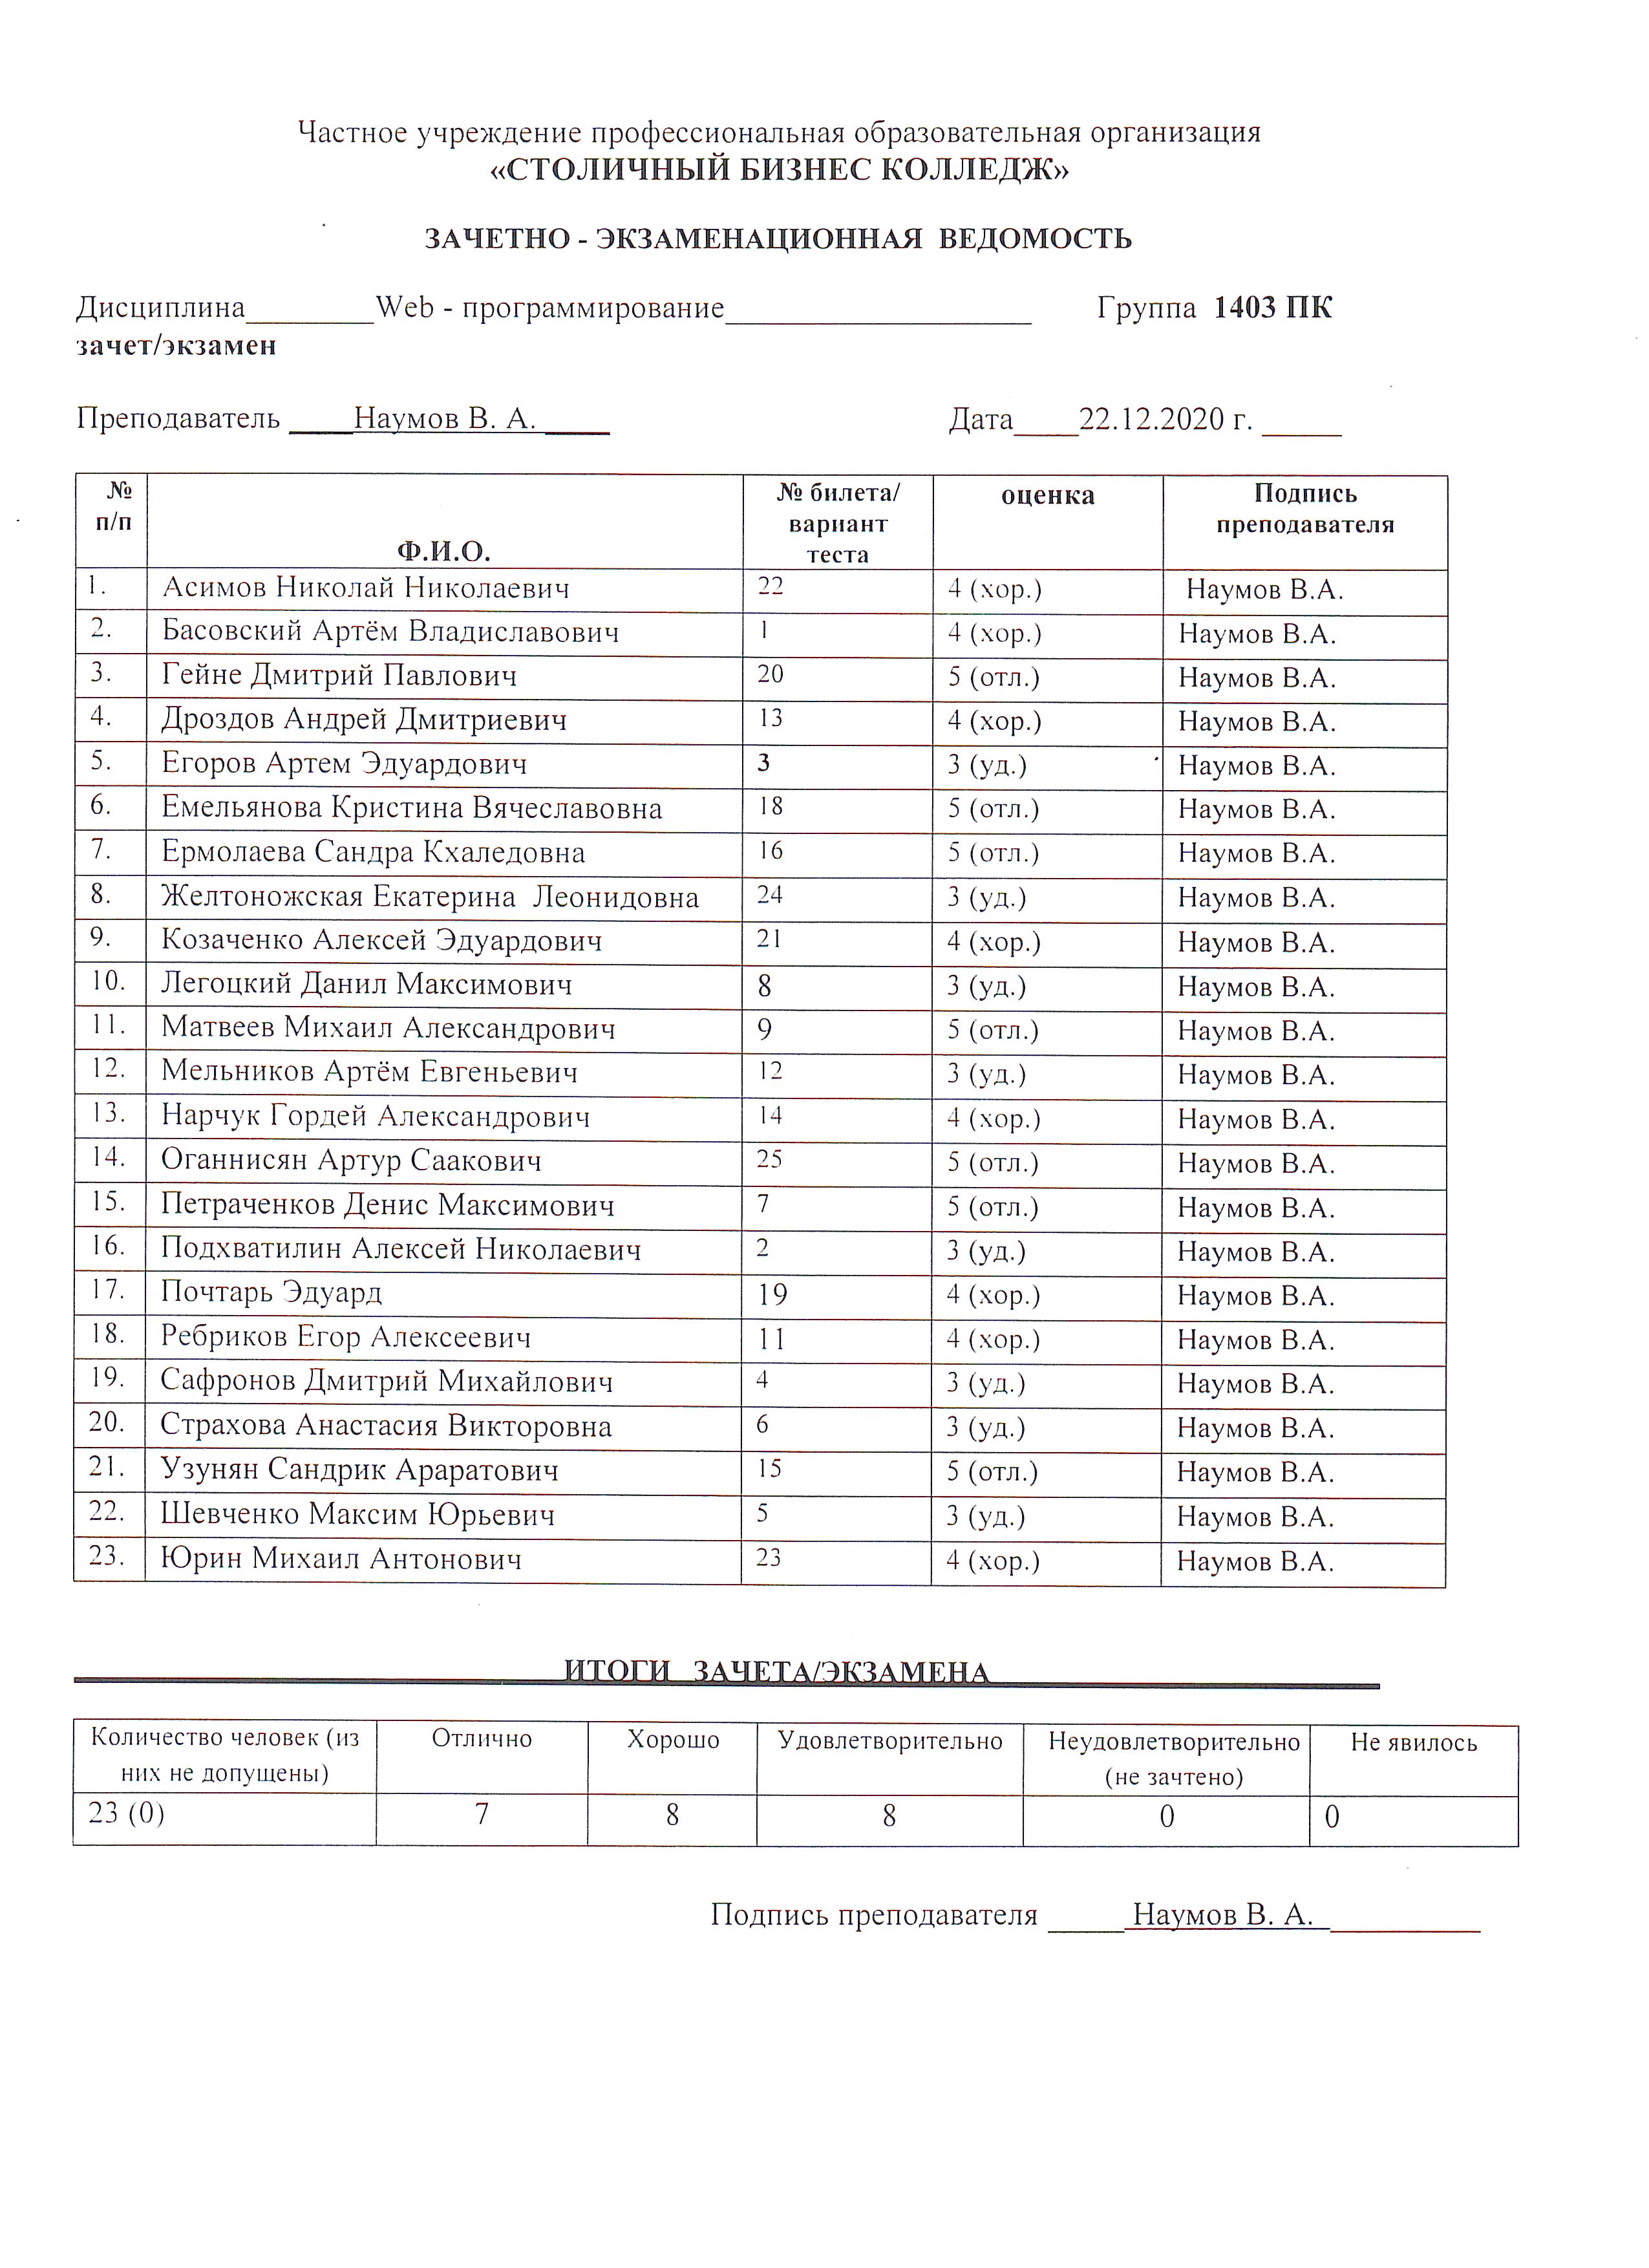 Частное учреждение профессиональная образовательная организация
«СТОЛИЧНЫЙ БИЗНЕС КОЛЛЕДЖ»
ЗАЧЕТНО - ЭКЗАМЕНАЦИОННАЯ ВЕДОМОСТЬ
Дисциплина________Web - программирование___________________ Группа 1403 ПК
зачет/экзамен
Преподаватель ____Наумов В. А.____ Дата____22.12.2020 г. _____
№ п/п Ф.И.О. № билета/ вариант теста оценка Подпись преподавателя
1. Асимов Николай Николаевич 22 4 (хор.) Наумов В.А.
2. Басовский Артём Владиславович 1 4 (хор.) Наумов В.А.
3. Гейне Дмитрий Павлович 20 5 (отл.) Наумов В.А.
4. Дроздов Андрей Дмитриевич 13 4 (хор.) Наумов В.А.
5. Егоров Артем Эдуардович 3 3 (уд.) Наумов В.А.
6. Емельянова Кристина Вячеславовна 18 5 (отл.) Наумов В.А.
7. Ермолаева Сандра Кхаледовна 16 5 (отл.) Наумов В.А.
8. Желтоножская Екатерина Леонидовна 24 3 (уд.) Наумов В.А.
9. Козаченко Алексей Эдуардович 21 4 (хор.) Наумов В.А.
10. Легоцкий Данил Максимович 8 3 (уд.) Наумов В.А.
11. Матвеев Михаил Александрович 9 5 (отл.) Наумов В.А.
12. Мельников Артём Евгеньевич 12 3 (уд.) Наумов В.А.
13. Нарчук Гордей Александрович 14 4 (хор.) Наумов В.А.
14. Оганнисян Артур Саакович 25 5 (отл.) Наумов В.А.
15. Петраченков Денис Максимович 7 5 (отл.) Наумов В.А.
16. Подхватилин Алексей Николаевич 2 3 (уд.) Наумов В.А.
17. Почтарь Эдуард 19 4 (хор.) Наумов В.А.
18. Ребриков Егор Алексеевич 11 4 (хор.) Наумов В.А.
19. Сафронов Дмитрий Михайлович 4 3 (уд.) Наумов В.А.
20. Страхова Анастасия Викторовна 6 3 (уд.) Наумов В.А.
21. Узунян Сандрик Араратович 15 5 (отл.) Наумов В.А.
22. Шевченко Максим Юрьевич 5 3 (уд.) Наумов В.А.
23. Юрин Михаил Антонович 23 4 (хор.) Наумов В.А.
ИТОГИ ЗАЧЕТА/ЭКЗАМЕНА
Количество человек (из них не допущены) Отлично Хорошо Удовлетворительно Неудовлетворительно (не зачтено) Не явилось
23 (0) 7 8 8 0 0
Подпись преподавателя _____Наумов В. А.__________